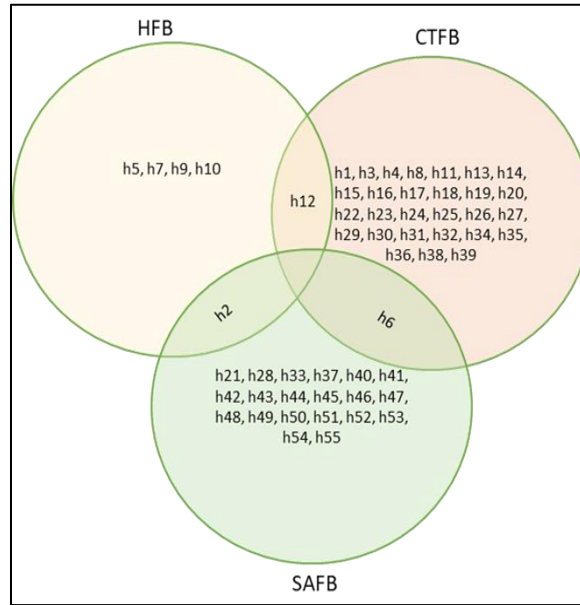 HFB
CTFB
h5, h7, h9, h10
h1, h3, h4, h8, h11, h13, h14,
h15, h16, h17, h18, h19, h20,
h22, h23, h24, h25, h26, h27,
h29, h30, h31, h32, h34, h35,
h36, h38, h39
h12
h2
h6
h21, h28, h33, h37, h40, h41,
h42, h43, h44, h45, h46, h47,
h48, h49, h50, h51, h52, h53,
h54, h55
SAFB